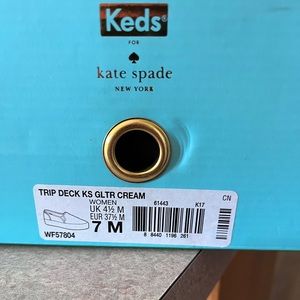 Keds®
FOR
kate spade
NEW YORK
TRIP DECK KS GLTR CREAM
CN
WOMEN 61443 K17
UK 4½ M
EUR 37½ M
7 M
WF57804
8 84401 1196 261